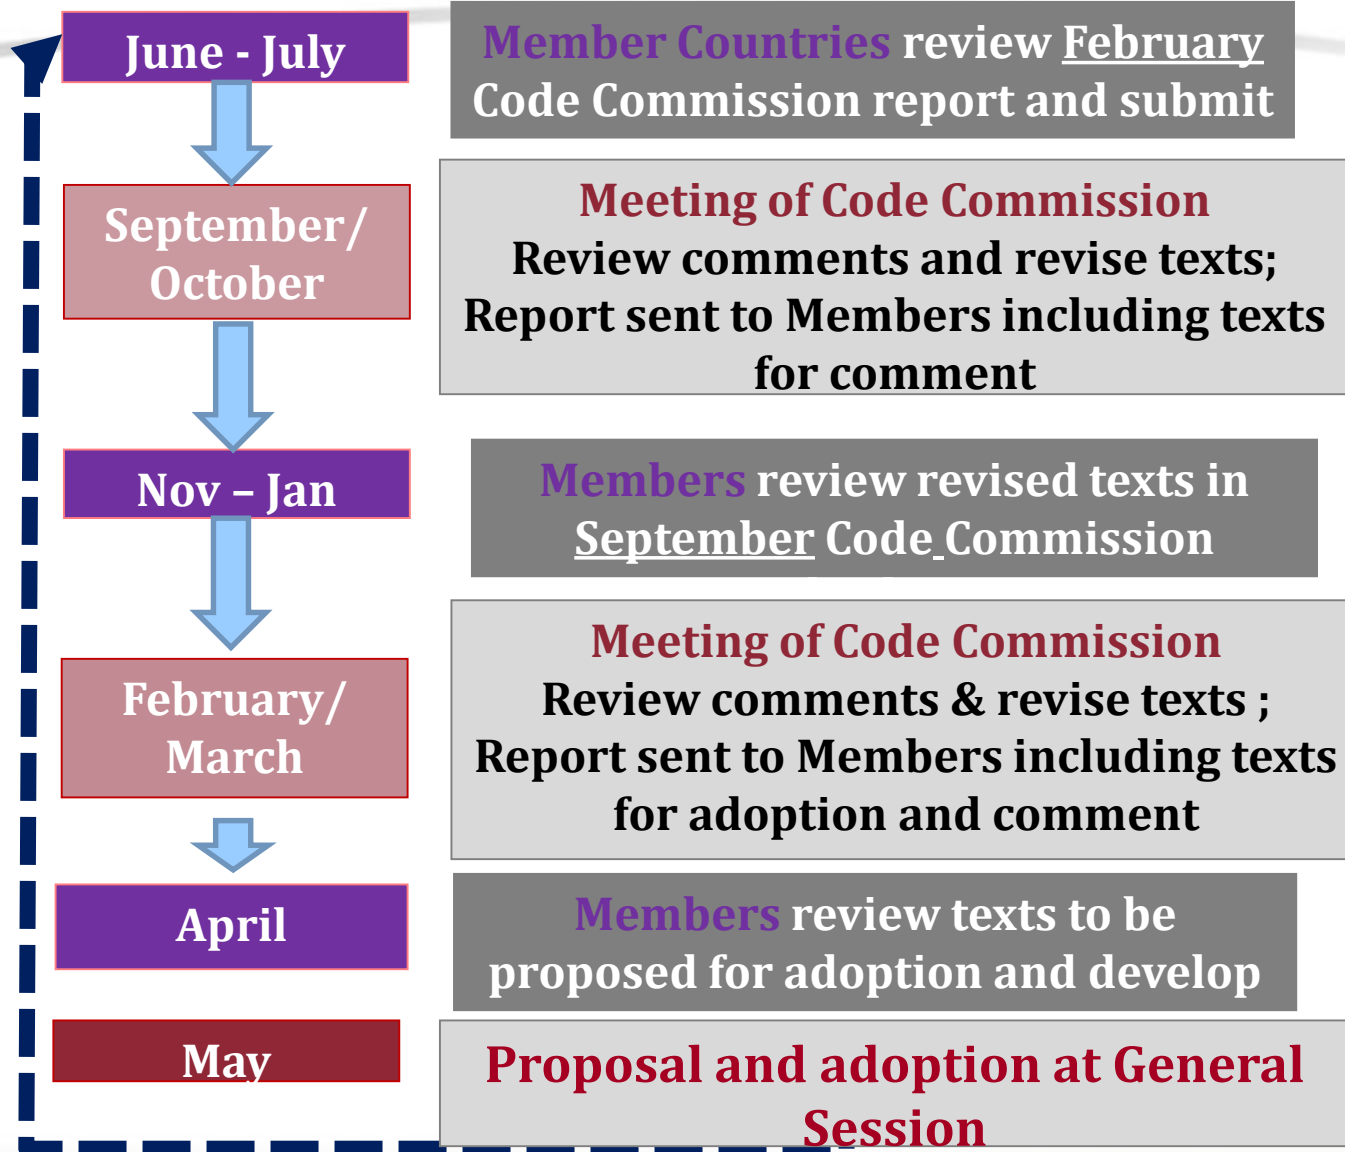 June - July
Member Countries review February
Code Commission report and submit
September/
October
Meeting of Code Commission
Review comments and revise texts;
Report sent to Members including texts
for comment
Nov – Jan
Members review revised texts in
September Code Commission
February/
March
Meeting of Code Commission
Review comments & revise texts ;
Report sent to Members including texts
for adoption and comment
April
Members review texts to be
proposed for adoption and develop
May
Proposal and adoption at General
Session